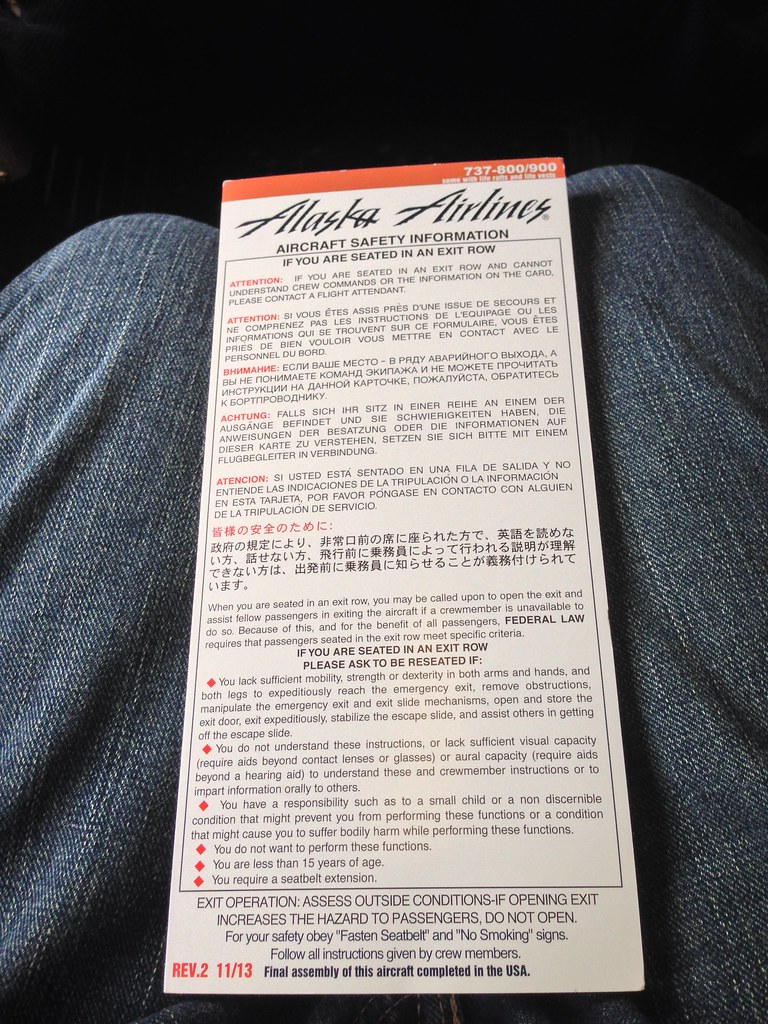 737-800/900
some with life rafts and life vests
Alaska Airlines®
AIRCRAFT SAFETY INFORMATION
IF YOU ARE SEATED IN AN EXIT ROW
ATTENTION: IF YOU ARE SEATED IN AN EXIT ROW AND CANNOT
UNDERSTAND CREW COMMANDS OR THE INFORMATION ON THE CARD,
PLEASE CONTACT A FLIGHT ATTENDANT.
ATTENTION: SI VOUS ÊTES ASSIS PRÈS D'UNE ISSUE DE SECOURS ET
NE COMPRENEZ PAS LES INSTRUCTIONS DE L'EQUIPAGE OU LES
INFORMATIONS QUI SE TROUVENT SUR CE FORMULAIRE, VOUS ÊTES
PRIÉS DE BIEN VOULOIR VOUS METTRE EN CONTACT AVEC LE
PERSONNEL DU BORD.
ВНИМАНИЕ: ЕСЛИ ВАШЕ МЕСТО - В РЯДУ АВАРИЙНОГО ВЫХОДА, А
ВЫ НЕ ПОНИМАЕТЕ КОМАНД ЭКИПАЖА И НЕ МОЖЕТЕ ПРОЧИТАТЬ
ИНСТРУКЦИИ НА ДАННОЙ КАРТОЧКЕ, ПОЖАЛУЙСТА, ОБРАТИТЕСЬ
К БОРТПРОВОДНИКУ.
ACHTUNG: FALLS SICH IHR SITZ IN EINER REIHE AN EINEM DER
AUSGÄNGE BEFINDET UND SIE SCHWIERIGKEITEN HABEN, DIE
ANWEISUNGEN DER BESATZUNG ODER DIE INFORMATIONEN AUF
DIESER KARTE ZU VERSTEHEN, SETZEN SIE SICH BITTE MIT EINEM
FLUGBEGLEITER IN VERBINDUNG.
ATENCION: SI USTED ESTÁ SENTADO EN UNA FILA DE SALIDA Y NO
ENTIENDE LAS INDICACIONES DE LA TRIPULACIÓN O LA INFORMACIÓN
EN ESTA TARJETA, POR FAVOR PÓNGASE EN CONTACTO CON ALGUIEN
DE LA TRIPULACIÓN DE SERVICIO.
皆様の安全のために:
政府の規定により、非常口前の席に座られた方で、英語を読めな
い方、話せない方、飛行前に乗務員によって行われる説明が理解
できない方は、出発前に乗務員に知らせることが義務付けられて
います。
When you are seated in an exit row, you may be called upon to open the exit and
assist fellow passengers in exiting the aircraft if a crewmember is unavailable to
do so. Because of this, and for the benefit of all passengers, FEDERAL LAW
requires that passengers seated in the exit row meet specific criteria.
IF YOU ARE SEATED IN AN EXIT ROW
PLEASE ASK TO BE RESEATED IF:
◆ You lack sufficient mobility, strength or dexterity in both arms and hands, and
both legs to expeditiously reach the emergency exit, remove obstructions,
manipulate the emergency exit and exit slide mechanisms, open and store the
exit door, exit expeditiously, stabilize the escape slide, and assist others in getting
off the escape slide.
◆ You do not understand these instructions, or lack sufficient visual capacity
(require aids beyond contact lenses or glasses) or aural capacity (require aids
beyond a hearing aid) to understand these and crewmember instructions or to
impart information orally to others.
◆ You have a responsibility such as to a small child or a non discernible
condition that might prevent you from performing these functions or a condition
that might cause you to suffer bodily harm while performing these functions.
◆ You do not want to perform these functions.
◆ You are less than 15 years of age.
◆ You require a seatbelt extension.
EXIT OPERATION: ASSESS OUTSIDE CONDITIONS-IF OPENING EXIT
INCREASES THE HAZARD TO PASSENGERS, DO NOT OPEN.
For your safety obey "Fasten Seatbelt" and "No Smoking" signs.
Follow all instructions given by crew members.
REV.2 11/13 Final assembly of this aircraft completed in the USA.